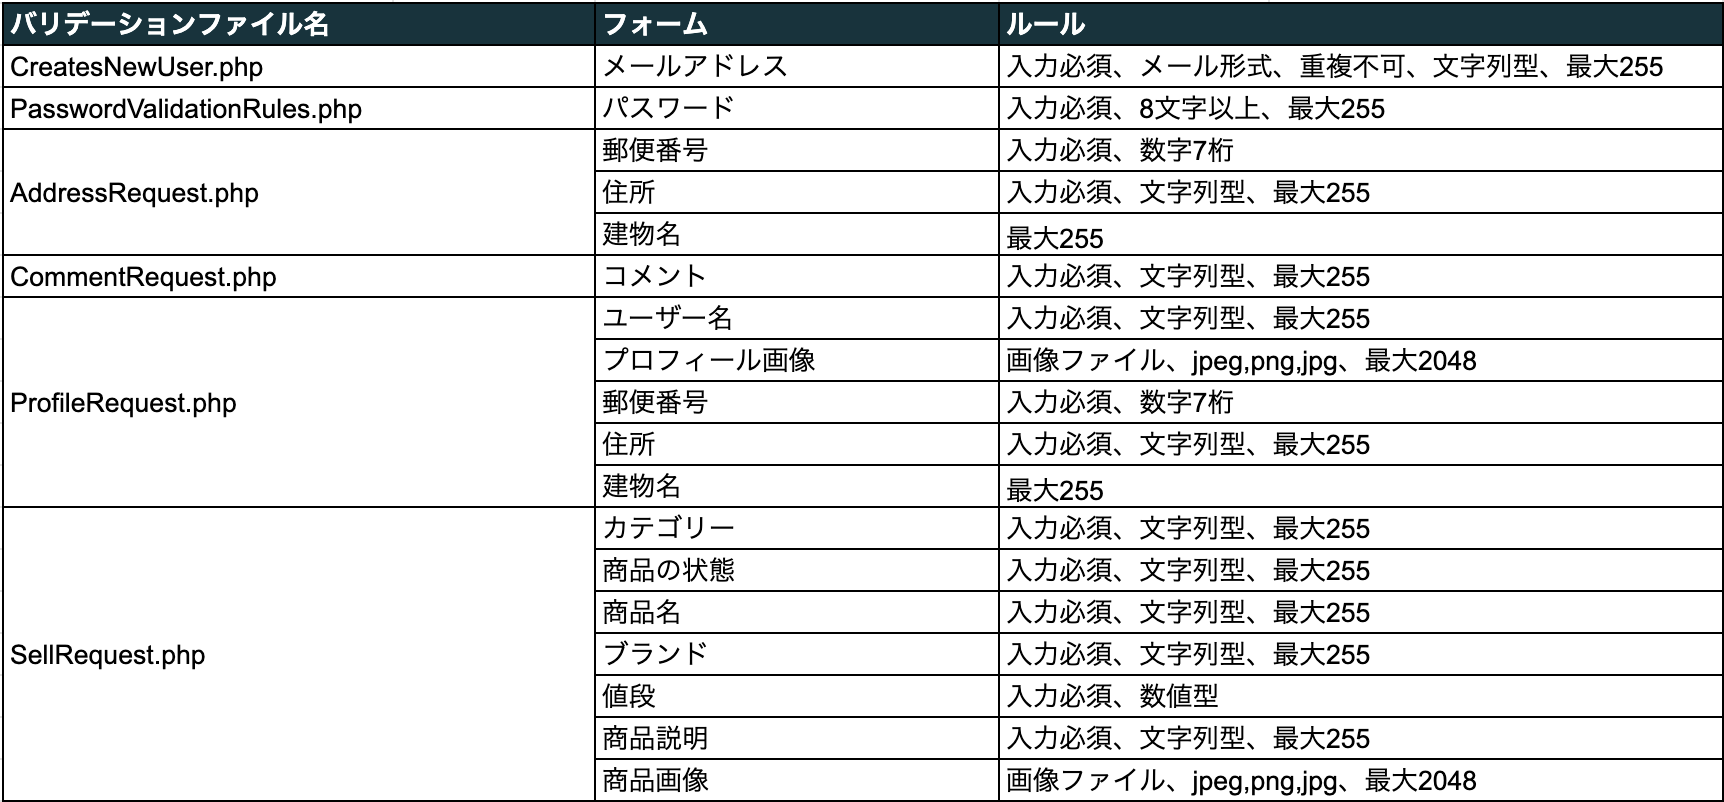 バリデーションファイル名 フォーム ルール
CreatesNewUser.php メールアドレス 入力必須、メール形式、重複不可、文字列型、最大255
PasswordValidationRules.php パスワード 入力必須、8文字以上、最大255
AddressRequest.php 郵便番号 入力必須、数字7桁
住所 入力必須、文字列型、最大255
建物名 最大255
CommentRequest.php コメント 入力必須、文字列型、最大255
ProfileRequest.php ユーザー名 入力必須、文字列型、最大255
プロフィール画像 画像ファイル、jpeg,png,jpg、最大2048
郵便番号 入力必須、数字7桁
住所 入力必須、文字列型、最大255
建物名 最大255
SellRequest.php カテゴリー 入力必須、文字列型、最大255
商品の状態 入力必須、文字列型、最大255
商品名 入力必須、文字列型、最大255
ブランド 入力必須、文字列型、最大255
値段 入力必須、数値型
商品説明 入力必須、文字列型、最大255
商品画像 画像ファイル、jpeg,png,jpg、最大2048